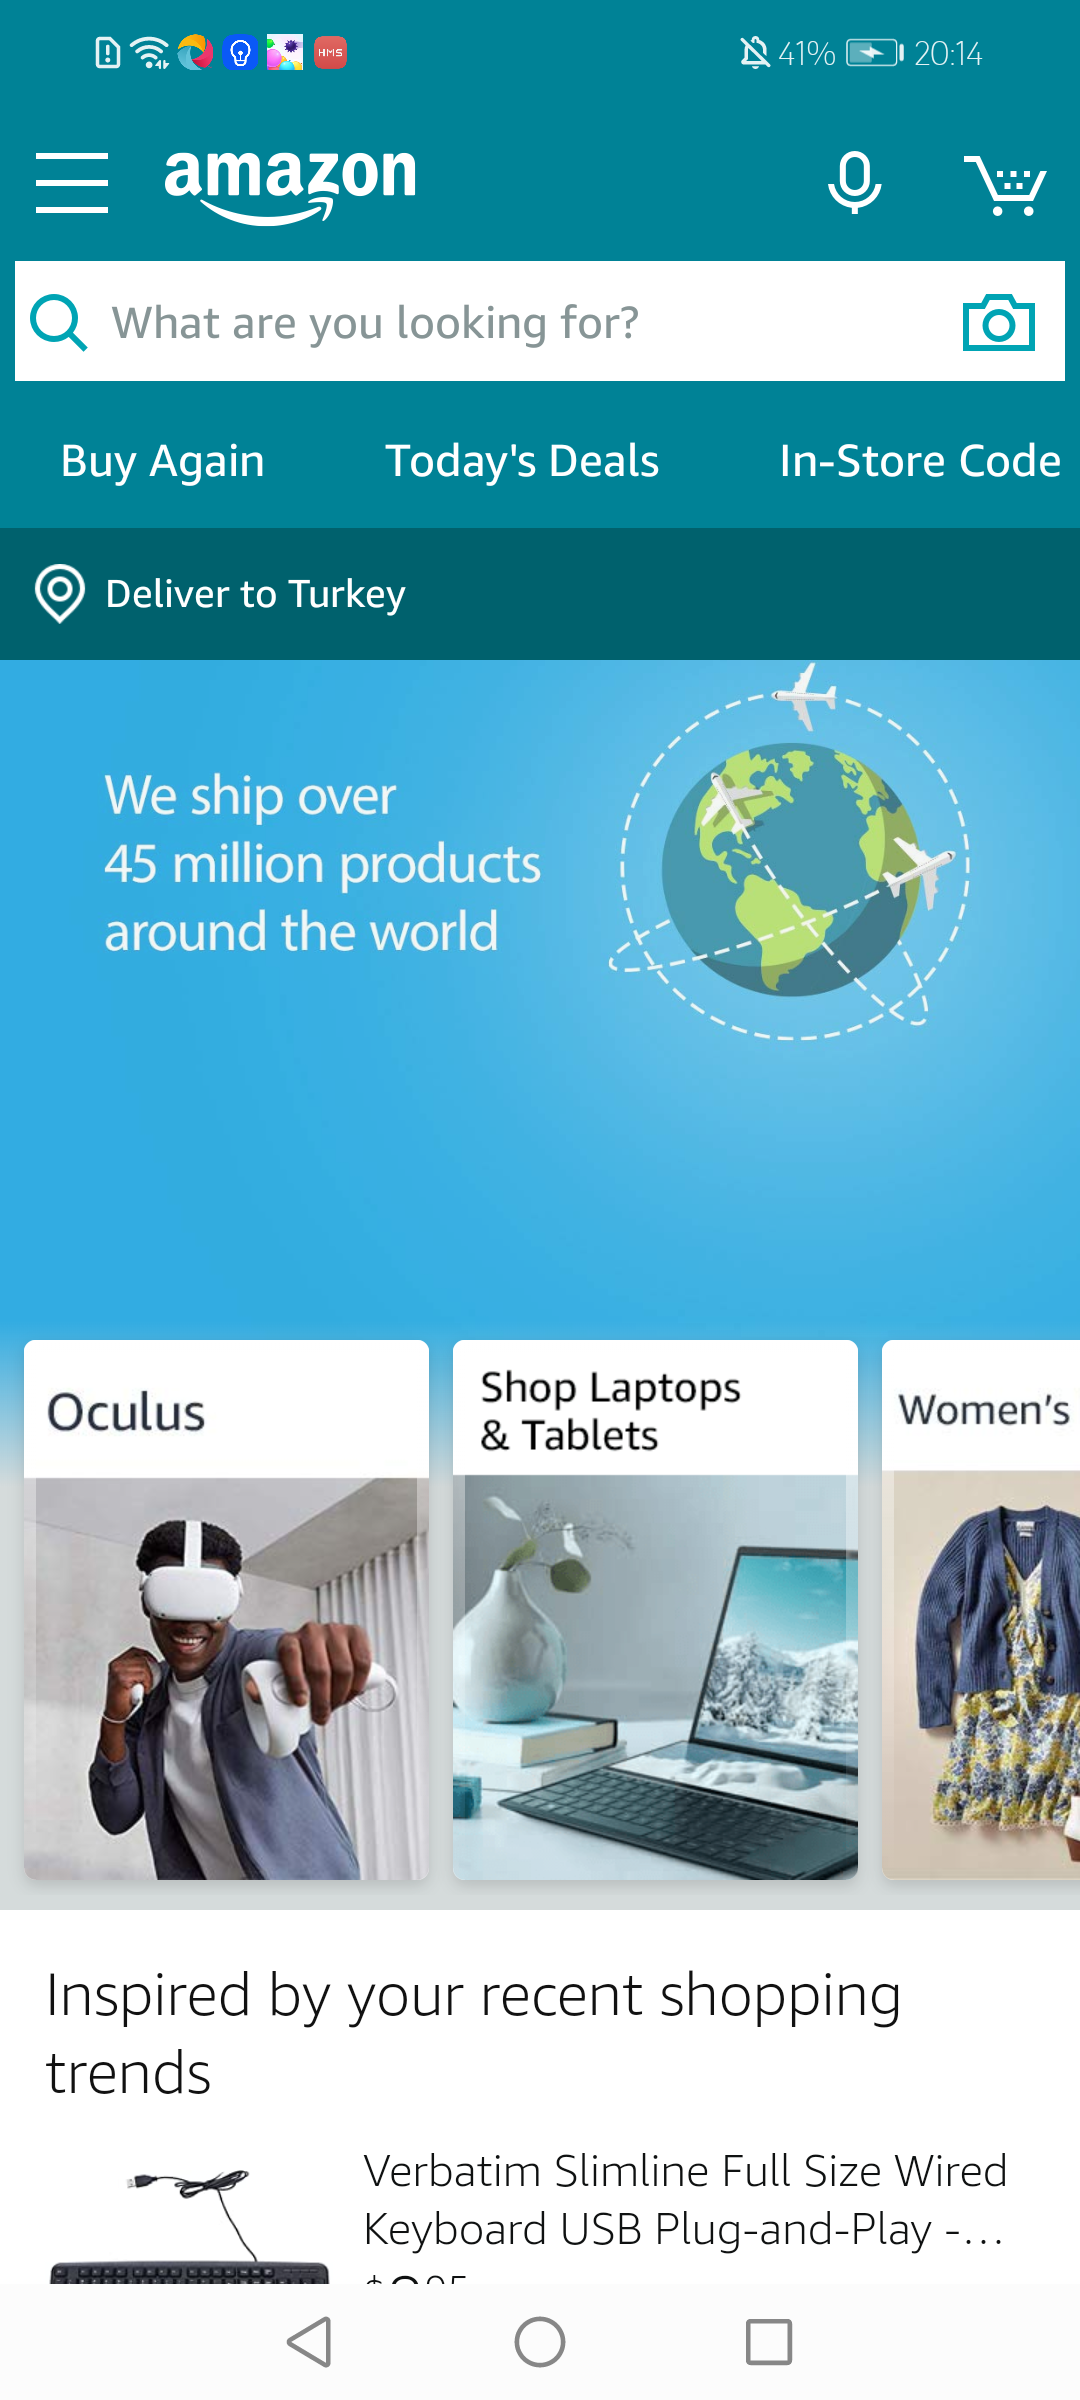 HMS
41% 20:14
amazon
What are you looking for?
Buy Again Today's Deals In-Store Code
Deliver to Turkey
We ship over
45 million products
around the world
Oculus
Shop Laptops
& Tablets
Women's
Inspired by your recent shopping
trends
Verbatim Slimline Full Size Wired
Keyboard USB Plug-and-Play -...